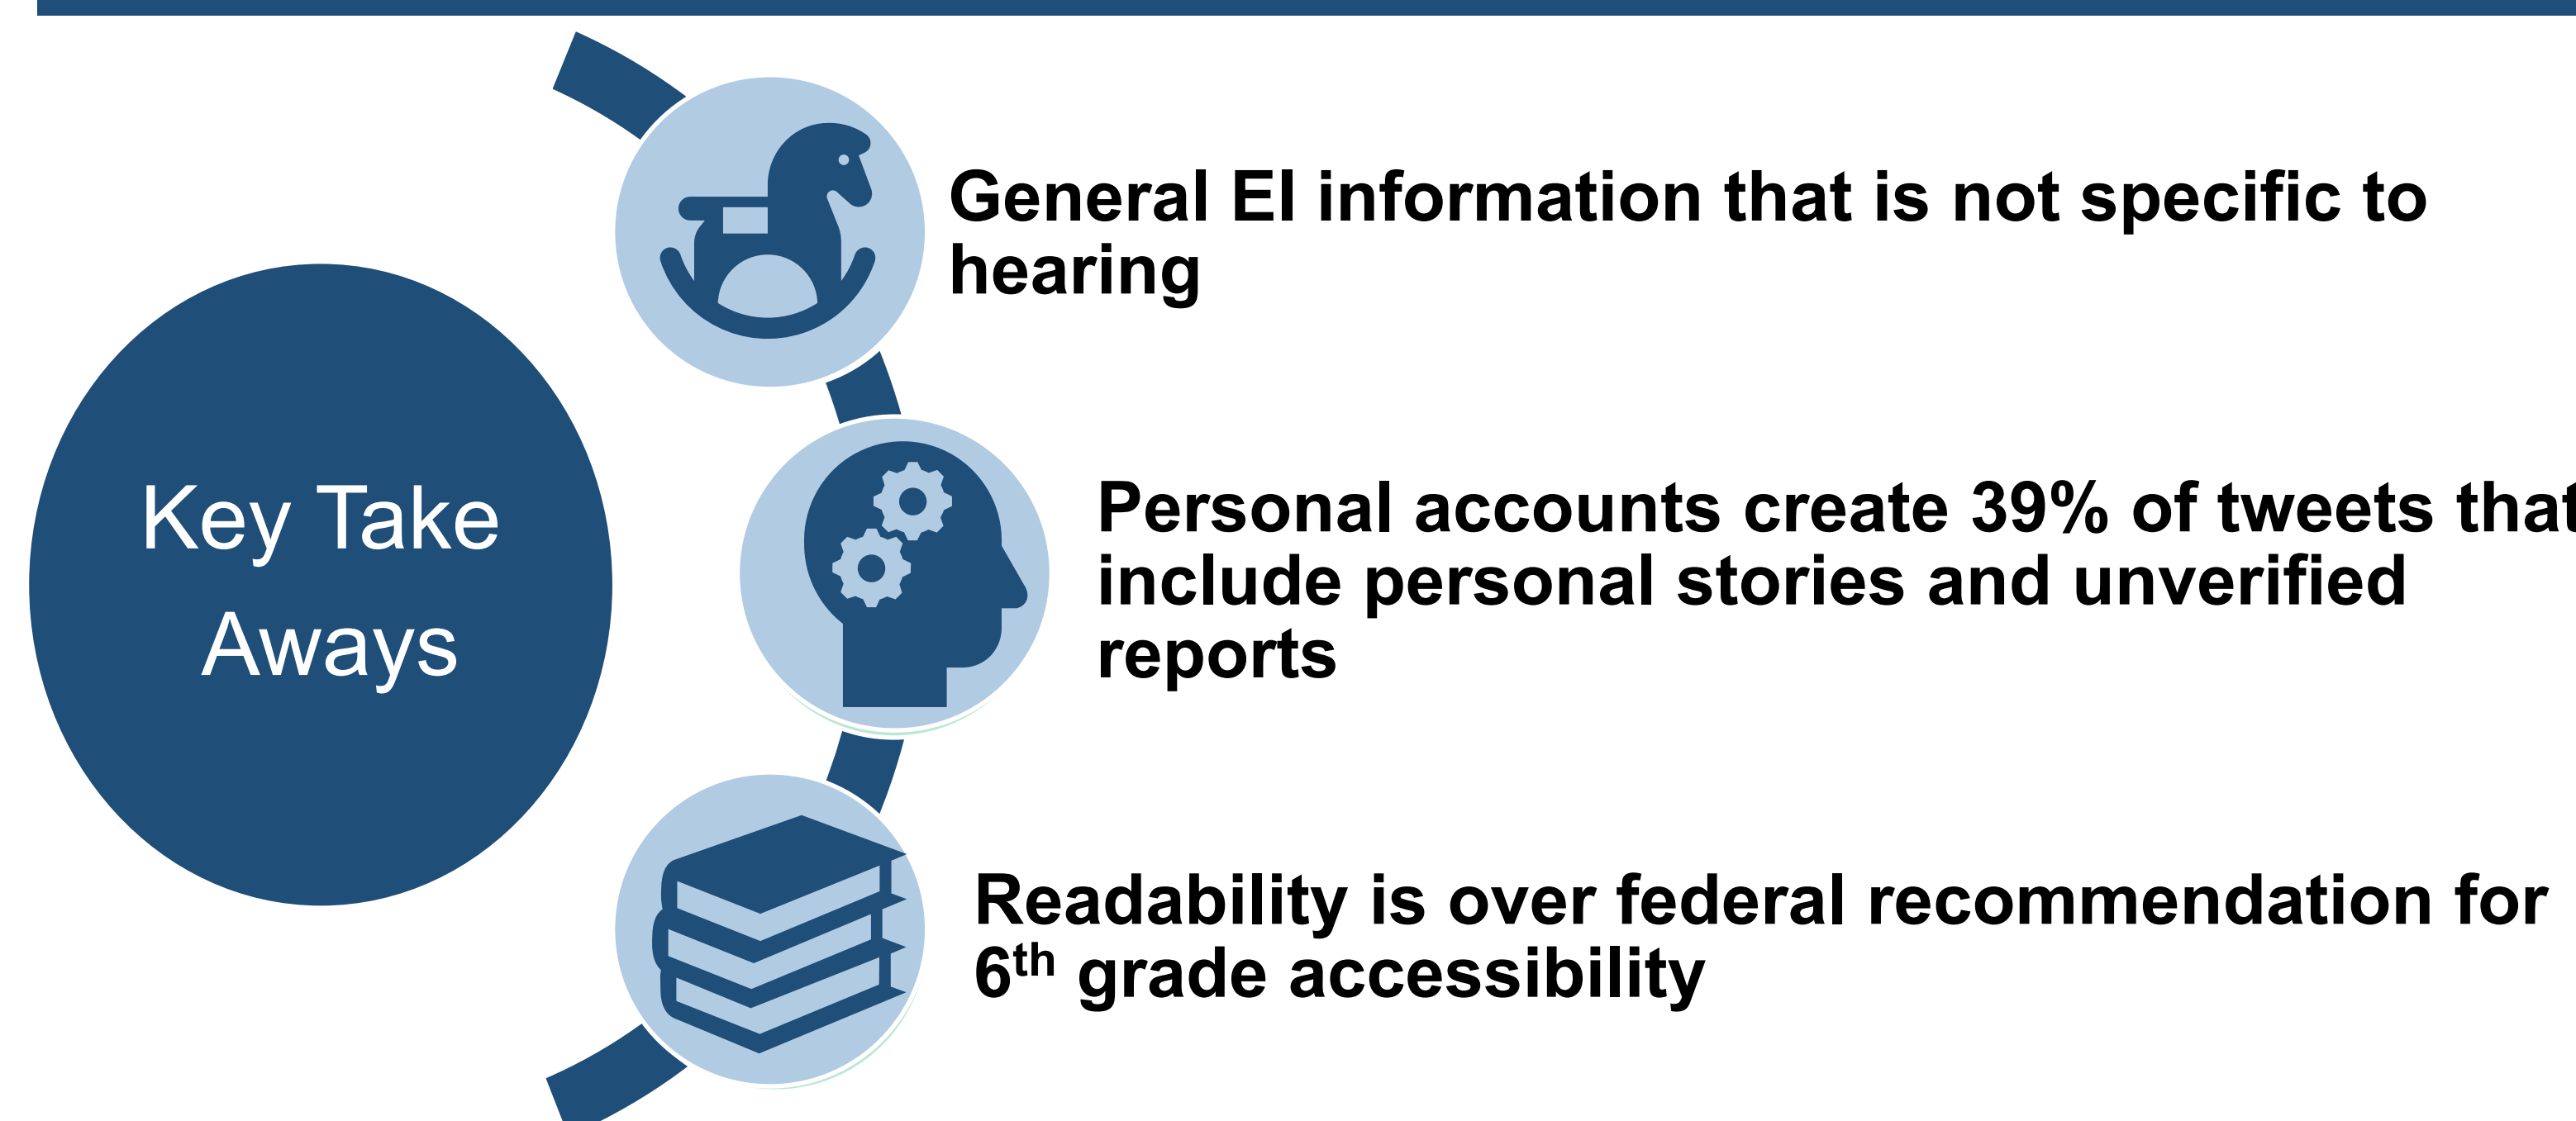 Key Take
Aways
General EI information that is not specific to
hearing
Personal accounts create 39% of tweets that
include personal stories and unverified
reports
Readability is over federal recommendation for
6th grade accessibility